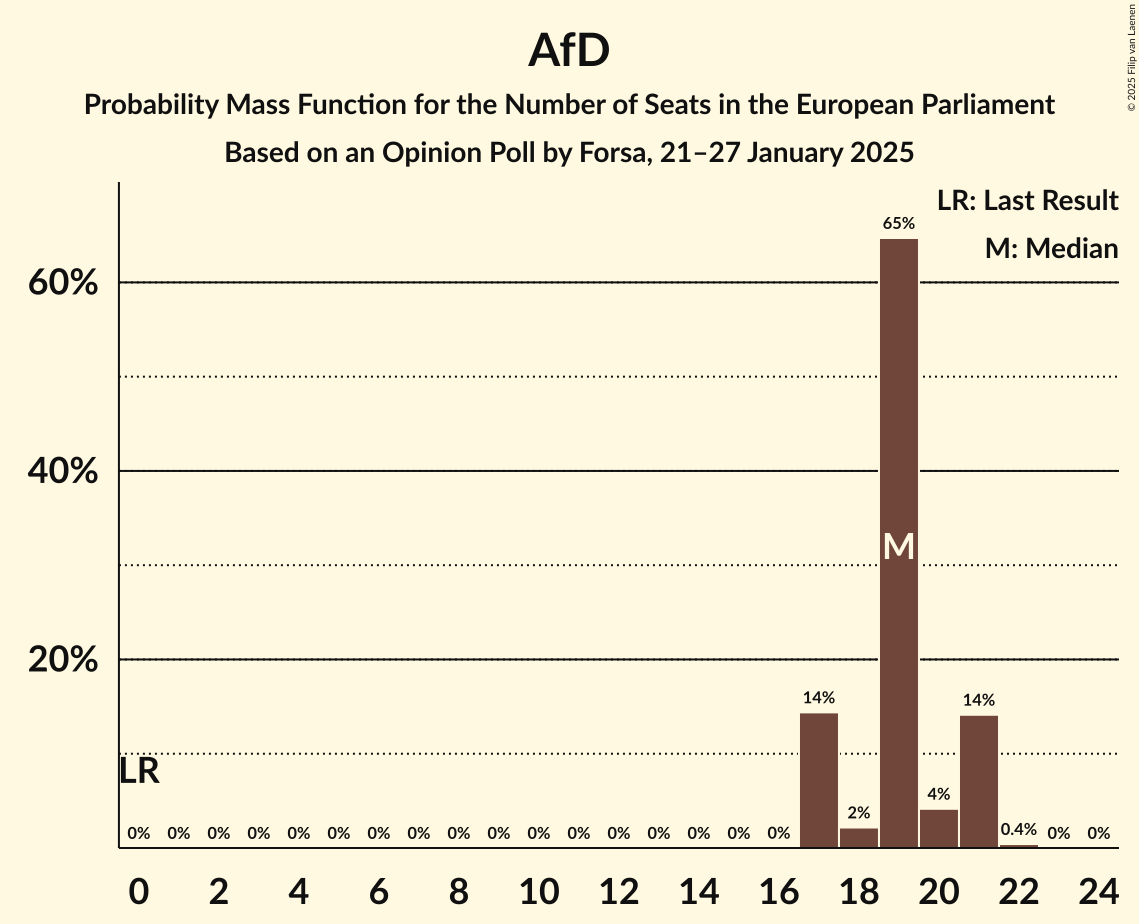 AfD
Probability Mass Function for the Number of Seats in the European Parliament
Based on an Opinion Poll by Forsa, 21–27 January 2025
© 2025 Filip van Laenen
LR: Last Result
M: Median
65%
60%
40%
M
20%
14% 14%
LR
4%
2%
0% 0% 0% 0% 0% 0% 0% 0% 0% 0% 0% 0% 0% 0% 0% 0% 0% 0.4% 0% 0%
0 2 4 6 8 10 12 14 16 18 20 22 24